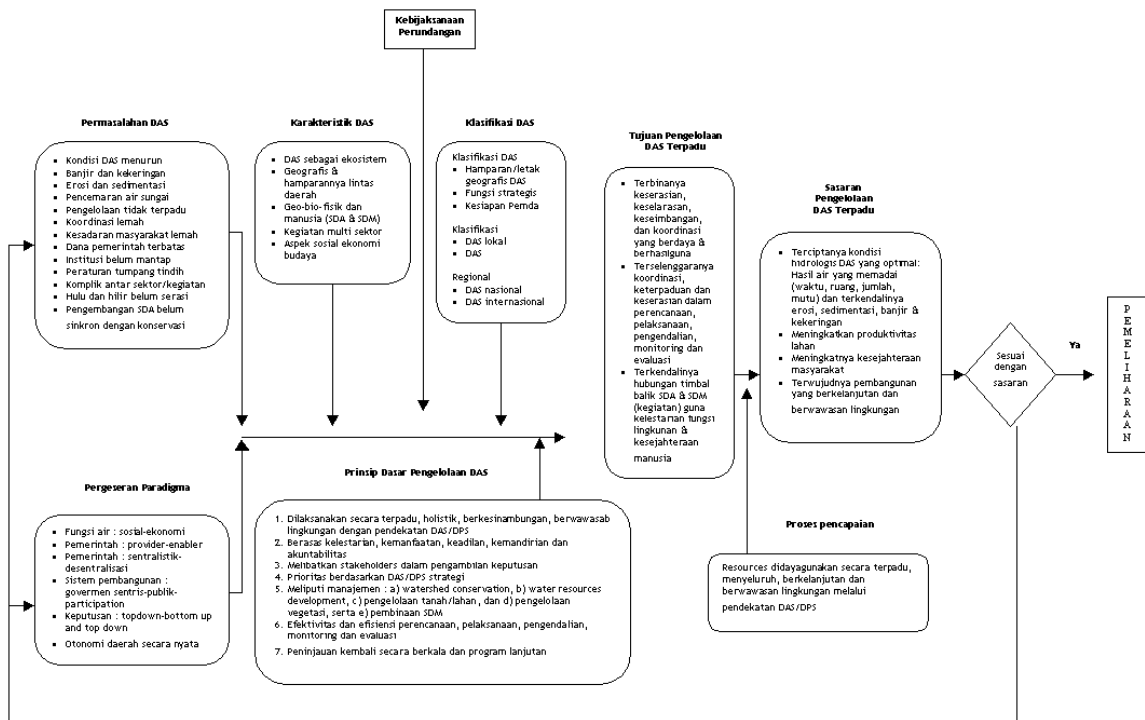 Kebijaksanaan
Perundangan
Permasalahan DAS
• Kondisi DAS menurun
• Banjir dan kekeringan
• Erosi dan sedimentasi
• Pencemaran air sungai
• Pengelolaan tidak terpadu
• Koordinasi lemah
• Kesadaran masyarakat lemah
• Dana pemerintah terbatas
• Institusi belum mantap
• Peraturan tumpang tindih
• Komplik antar sektor/kegiatan
• Hulu dan hilir belum serasi
• Pengembangan SDA belum
sinkron dengan konservasi
Karakteristik DAS
• DAS sebagai ekosistem
• Geografis &
hamparannya lintas
daerah
• Geo-bio-fisik dan
manusia (SDA & SDM)
• Kegiatan multi sektor
• Aspek sosial ekonomi
budaya
Klasifikasi DAS
Klasifikasi DAS
• Hamparan/letak
geografis DAS
• Fungsi strategis
• Kesiapan Pemda
Klasifikasi
• DAS lokal
• DAS
Regional
• DAS nasional
• DAS internasional
Tujuan Pengelolaan
DAS Terpadu
• Terbinanya
keserasian,
keselarasan,
keseimbangan,
dan koordinasi
yang berdaya &
berhasilguna
• Terselenggaranya
koordinasi,
keterpaduan dan
keserasian dalam
perencanaan,
pelaksanaan,
pengendalian,
monitoring dan
evaluasi
• Terkendalinya
hubungan timbal
balik SDA & SDM
(kegiatan) guna
kelestarian fungsi
lingkunan &
kesejahteraan
manusia
Sasaran
Pengelolaan
DAS Terpadu
• Terciptanya kondisi
hidrologis DAS yang optimal:
Hasil air yang memadai
(waktu, ruang, jumlah,
mutu) dan terkendalinya
erosi, sedimentasi, banjir &
kekeringan
• Meningkatkan produktivitas
lahan
• Meningkatnya kesejahteraan
masyarakat
• Terwujudnya pembangunan
yang berkelanjutan dan
berwawasan lingkungan
Sesuai
dengan
sasaran
Ya
P
E
M
E
L
I
H
A
R
A
A
N
Pergeseran Paradigma
• Fungsi air : sosial-ekonomi
• Pemerintah : provider-enabler
• Pemerintah : sentralistik-
desentralisasi
• Sistem pembangunan :
govermen sentris-publik-
participation
• Keputusan : topdown-bottom up
and top down
• Otonomi daerah secara nyata
Prinsip Dasar Pengelolaan DAS
1. Dilaksanakan secara terpadu, holistik, berkesinambungan, berwawasab
lingkungan dengan pendekatan DAS/DPS
2. Berasas kelestarian, kemanfaatan, keadilan, kemandirian dan
akuntabilitas
3. Melibatkan stakeholders dalam pengambilan keputusan
4. Prioritas berdasarkan DAS/DPS strategi
5. Meliputi manajemen : a) watershed conservation, b) water resources
development, c) pengelolaan tanah/lahan, dan d) pengelolaan
vegetasi, serta e) pembinaan SDM
6. Efektivitas dan efisiensi perencanaan, pelaksanaan, pengendalian,
monitoring dan evaluasi
7. Peninjauan kembali secara berkala dan program lanjutan
Proses pencapaian
Resources didayagunakan secara terpadu,
menyeluruh, berkelanjutan dan
berwawasan lingkungan melalui
pendekatan DAS/DPS